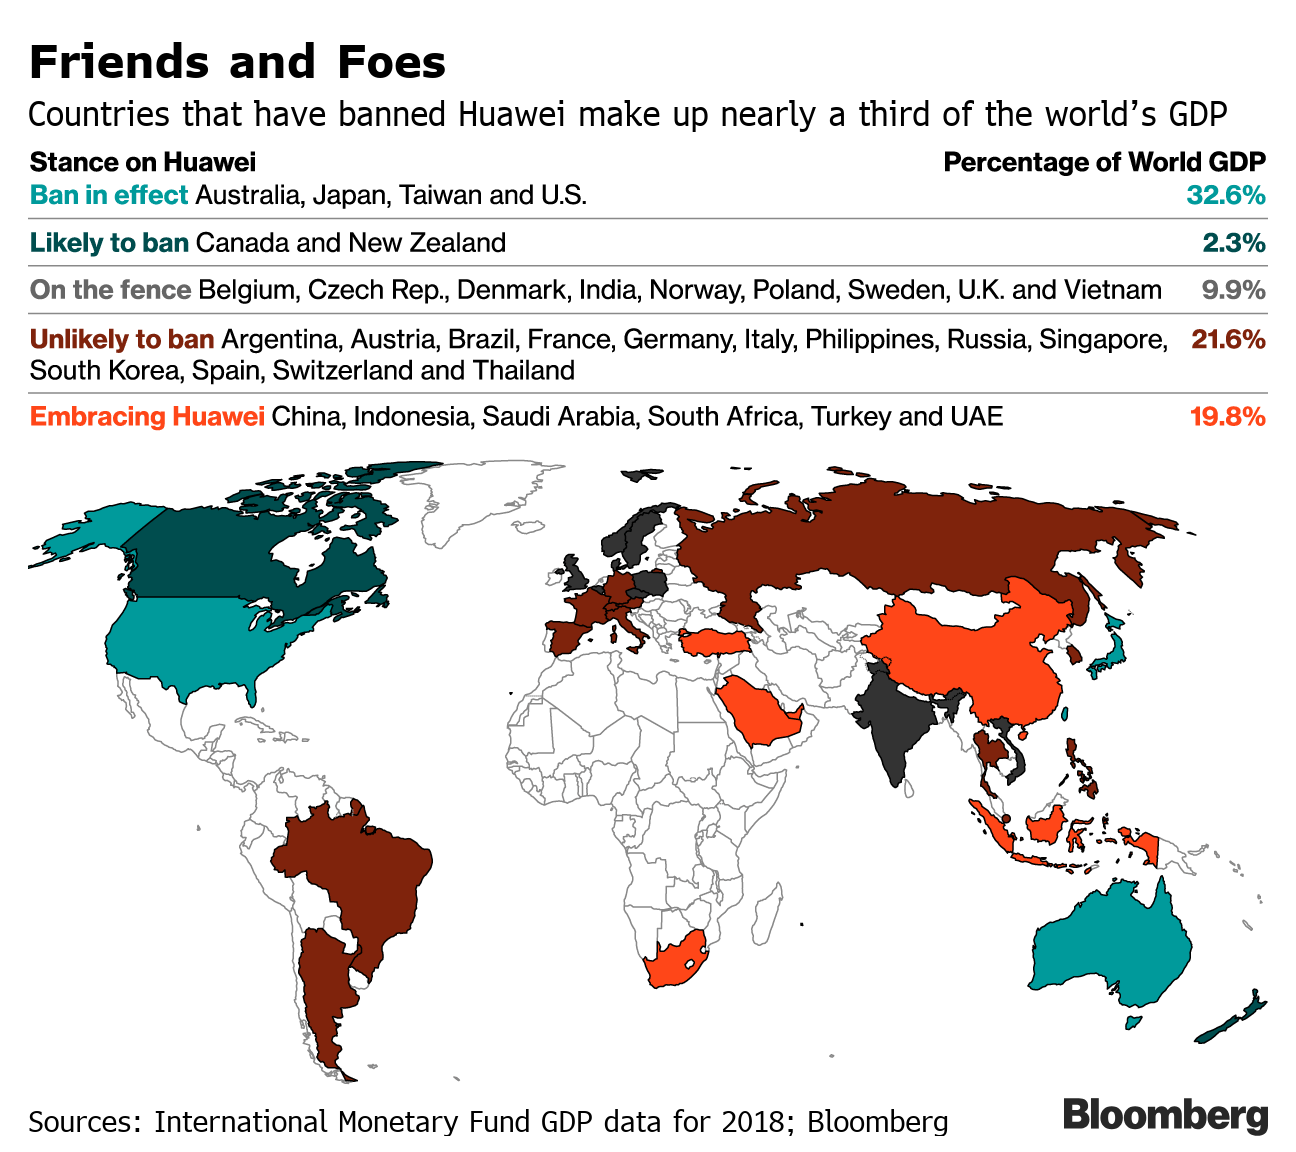 Friends and Foes
Countries that have banned Huawei make up nearly a third of the world’s GDP
Stance on Huawei Percentage of World GDP
Ban in effect Australia, Japan, Taiwan and U.S. 32.6%
Likely to ban Canada and New Zealand 2.3%
On the fence Belgium, Czech Rep., Denmark, India, Norway, Poland, Sweden, U.K. and Vietnam 9.9%
Unlikely to ban Argentina, Austria, Brazil, France, Germany, Italy, Philippines, Russia, Singapore, 21.6%
South Korea, Spain, Switzerland and Thailand
Embracing Huawei China, Indonesia, Saudi Arabia, South Africa, Turkey and UAE 19.8%
Sources: International Monetary Fund GDP data for 2018; Bloomberg
Bloomberg